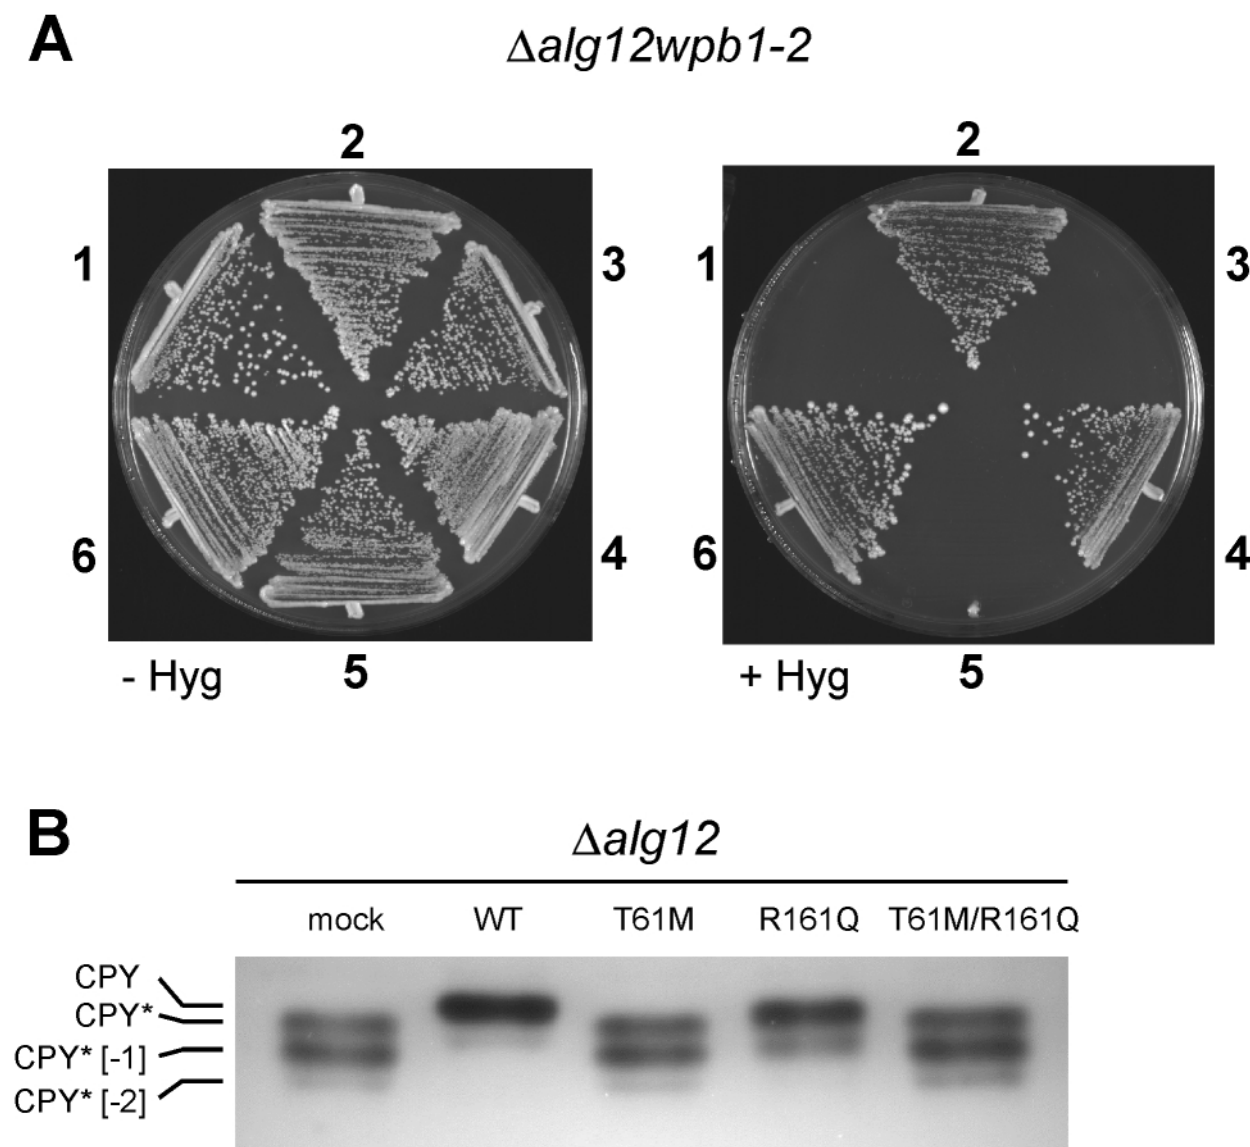 A
Δalg12wpb1-2
2
2
1
3
1
3
6
4
6
4
- Hyg
5
+ Hyg
5
B
Δalg12
mock WT T61M R161Q T61M/R161Q
CPY
CPY*
CPY* [-1]
CPY* [-2]